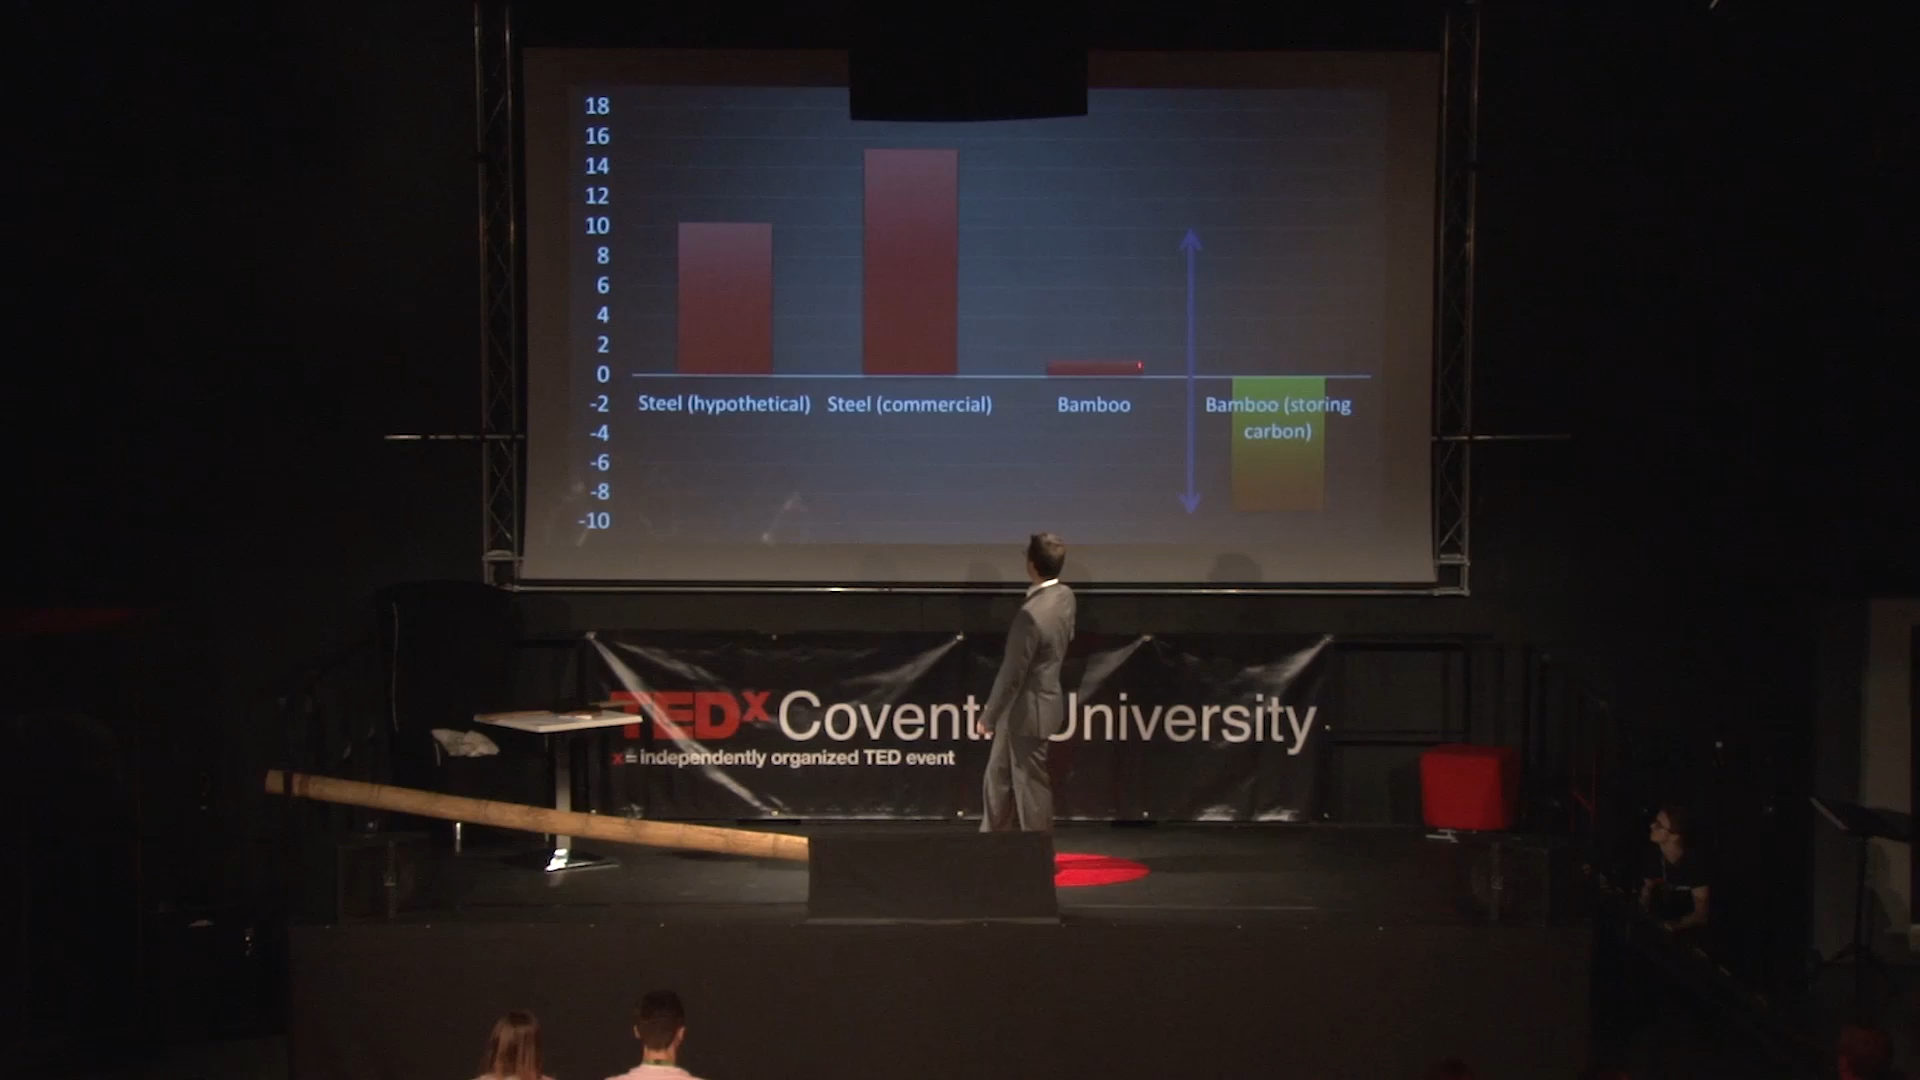 18
16
14
12
10
8
6
4
2
0
-2
-4
-6
-8
-10
Steel (hypothetical)
Steel (commercial)
Bamboo
Bamboo (storing
carbon)
TEDx Coventry University
x = independently organized TED event